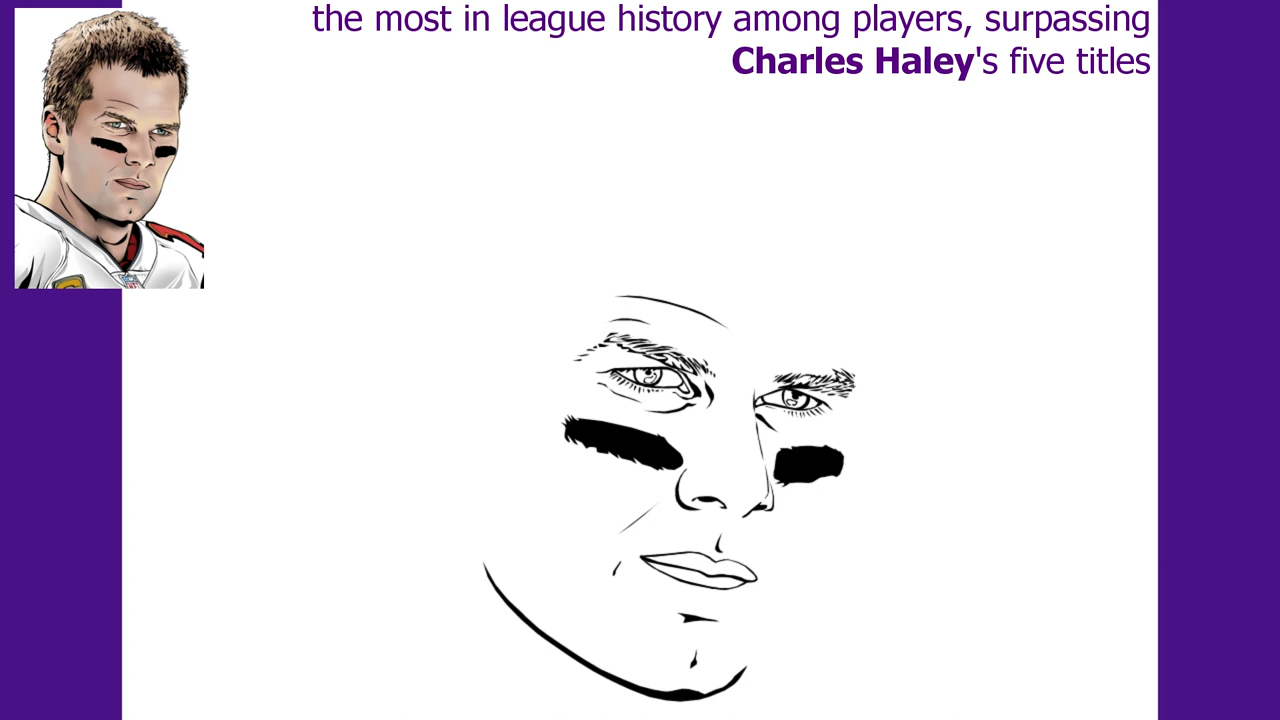 the most in league history among players, surpassing
Charles Haley's five titles